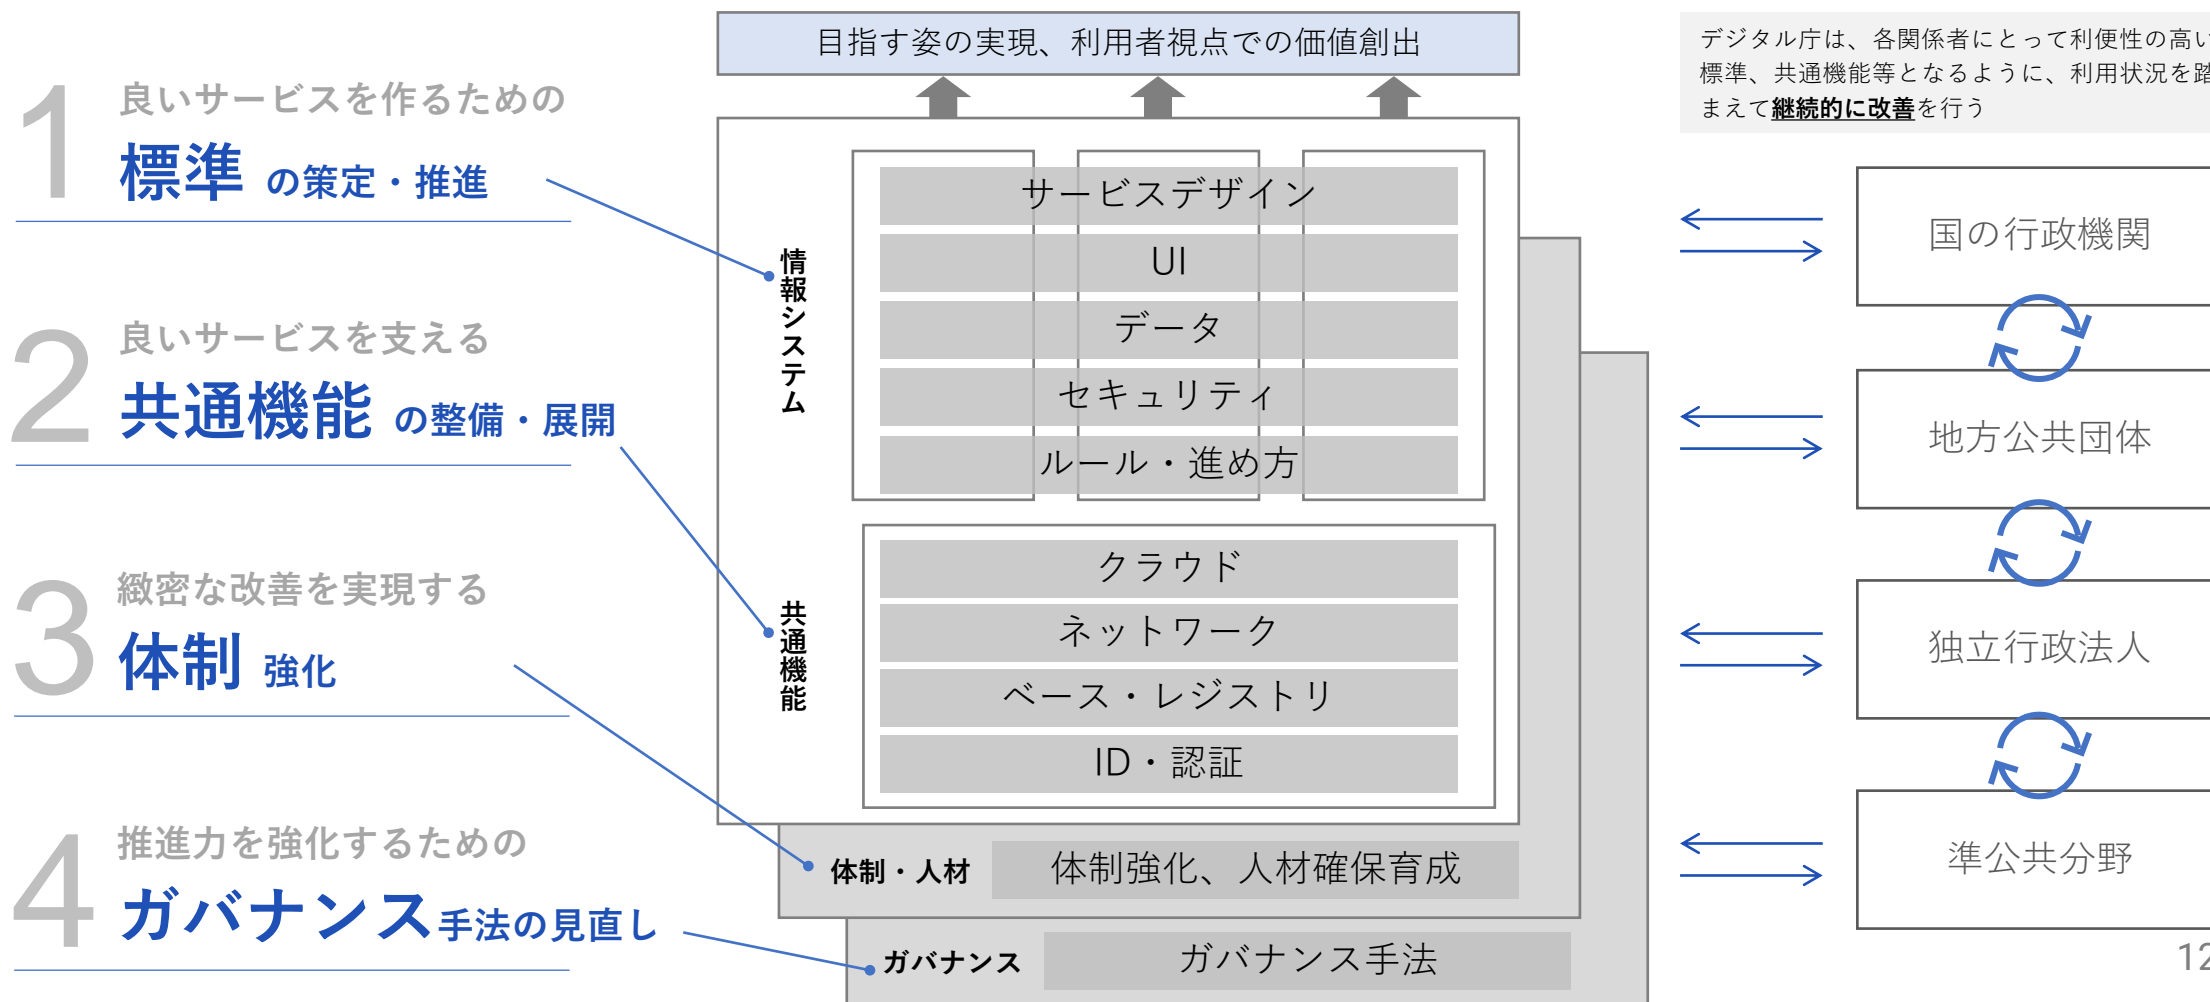 1
良いサービスを作るための
標準 の策定・推進
2
良いサービスを支える
共通機能 の整備・展開
3
緻密な改善を実現する
体制 強化
4
推進力を強化するための
ガバナンス手法の見直し
目指す姿の実現、利用者視点での価値創出
情報システム
サービスデザイン
UI
データ
セキュリティ
ルール・進め方
共通機能
クラウド
ネットワーク
ベース・レジストリ
ID・認証
体制・人材
体制強化、人材確保育成
ガバナンス
ガバナンス手法
デジタル庁は、各関係者にとって利便性の高い
標準、共通機能等となるように、利用状況を踏
まえて継続的に改善を行う
国の行政機関
地方公共団体
独立行政法人
準公共分野
12